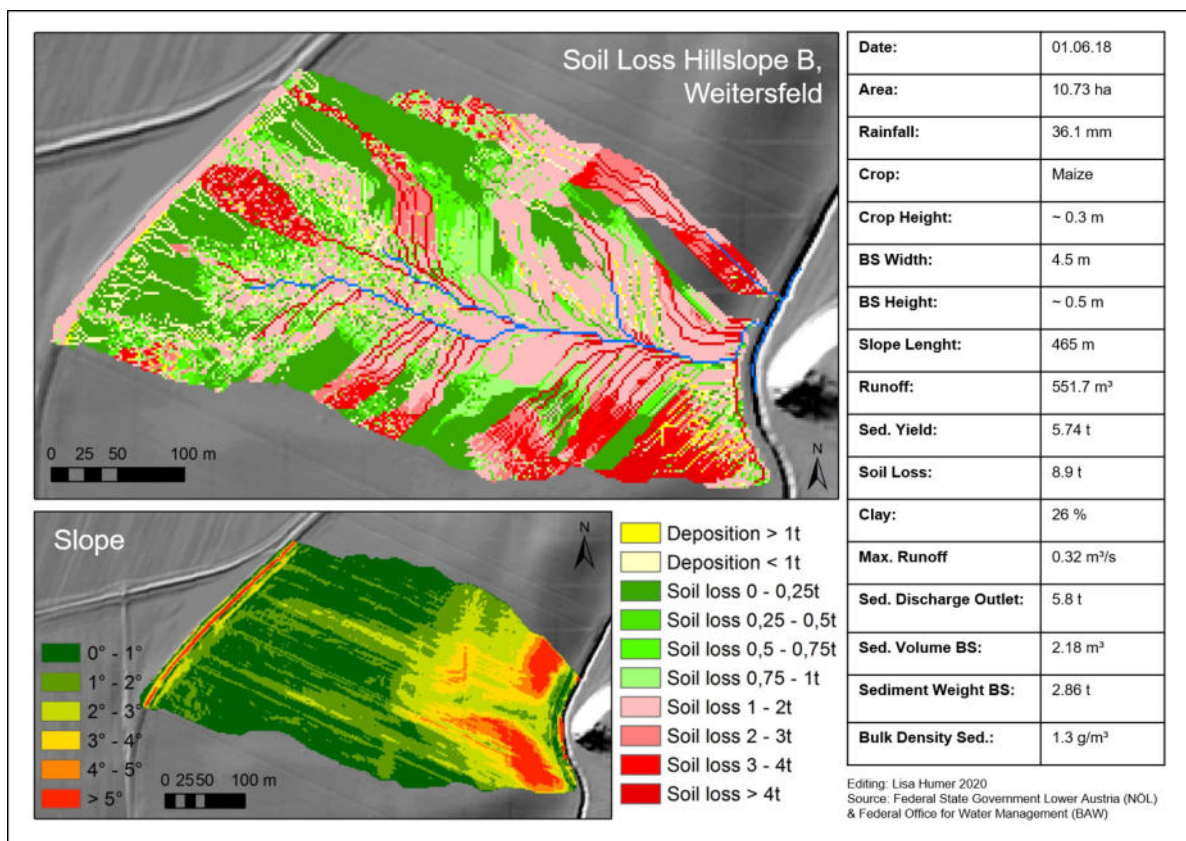 Soil Loss Hillslope B,
Weitersfeld
N
0 25 50 100 m
Slope
N
0° - 1°
1° - 2°
2° - 3°
3° - 4°
4° - 5°
> 5°
0 25 50 100 m
Deposition > 1t
Deposition < 1t
Soil loss 0 - 0,25t
Soil loss 0,25 - 0,5t
Soil loss 0,5 - 0,75t
Soil loss 0,75 - 1t
Soil loss 1 - 2t
Soil loss 2 - 3t
Soil loss 3 - 4t
Soil loss > 4t
Date: 01.06.18
Area: 10.73 ha
Rainfall: 36.1 mm
Crop: Maize
Crop Height: ~ 0.3 m
BS Width: 4.5 m
BS Height: ~ 0.5 m
Slope Lenght: 465 m
Runoff: 551.7 m³
Sed. Yield: 5.74 t
Soil Loss: 8.9 t
Clay: 26 %
Max. Runoff 0.32 m³/s
Sed. Discharge Outlet: 5.8 t
Sed. Volume BS: 2.18 m³
Sediment Weight BS: 2.86 t
Bulk Density Sed.: 1.3 g/m³
Editing: Lisa Humer 2020
Source: Federal State Government Lower Austria (NÖL)
& Federal Office for Water Management (BAW)